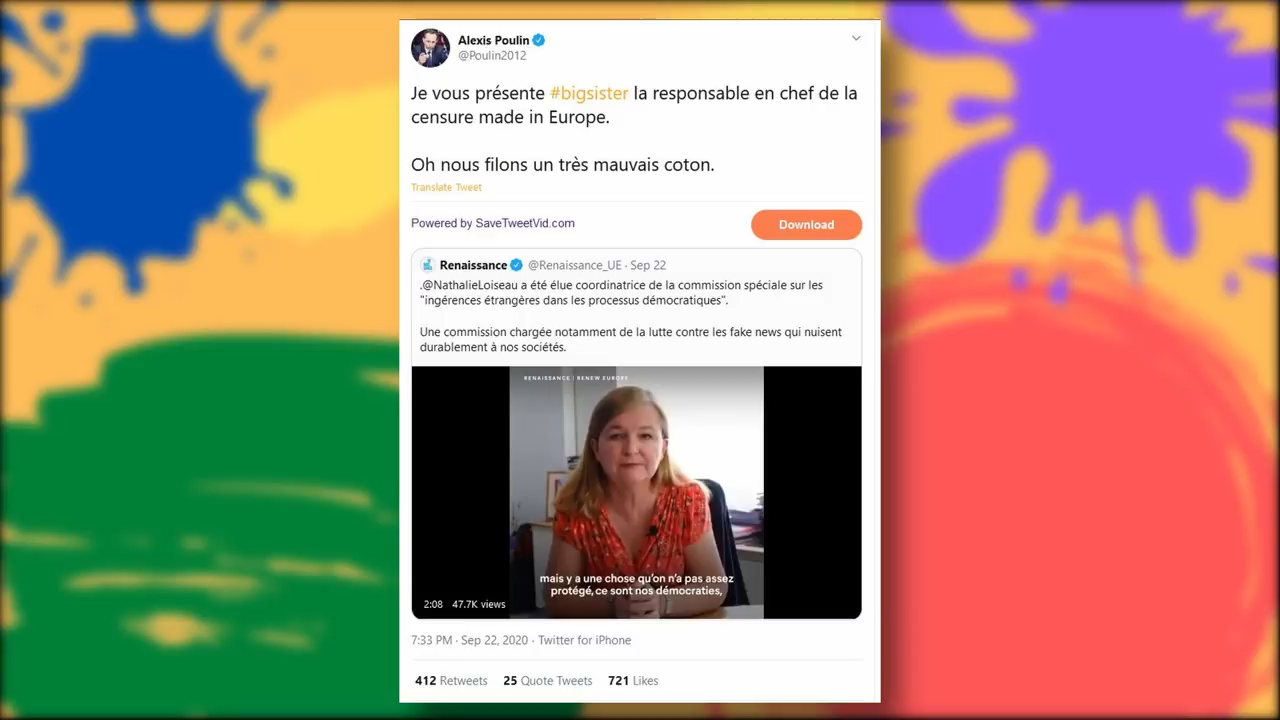 Alexis Poulin
@Poulin2012
Je vous présente #bigsister la responsable en chef de la
censure made in Europe.
Oh nous filons un très mauvais coton.
Translate Tweet
Powered by SaveTweetVid.com
Download
Renaissance @Renaissance_UE · Sep 22
.@NathalieLoiseau a été élue coordinatrice de la commission spéciale sur les
"ingérences étrangères dans les processus démocratiques".
Une commission chargée notamment de la lutte contre les fake news qui nuisent
durablement à nos sociétés.
RENAISSANCE | RENEW EUROPE
mais y a une chose qu'on n'a pas assez
protégé, ce sont nos démocraties,
2:08 47.7K views
7:33 PM · Sep 22, 2020 · Twitter for iPhone
412 Retweets 25 Quote Tweets 721 Likes